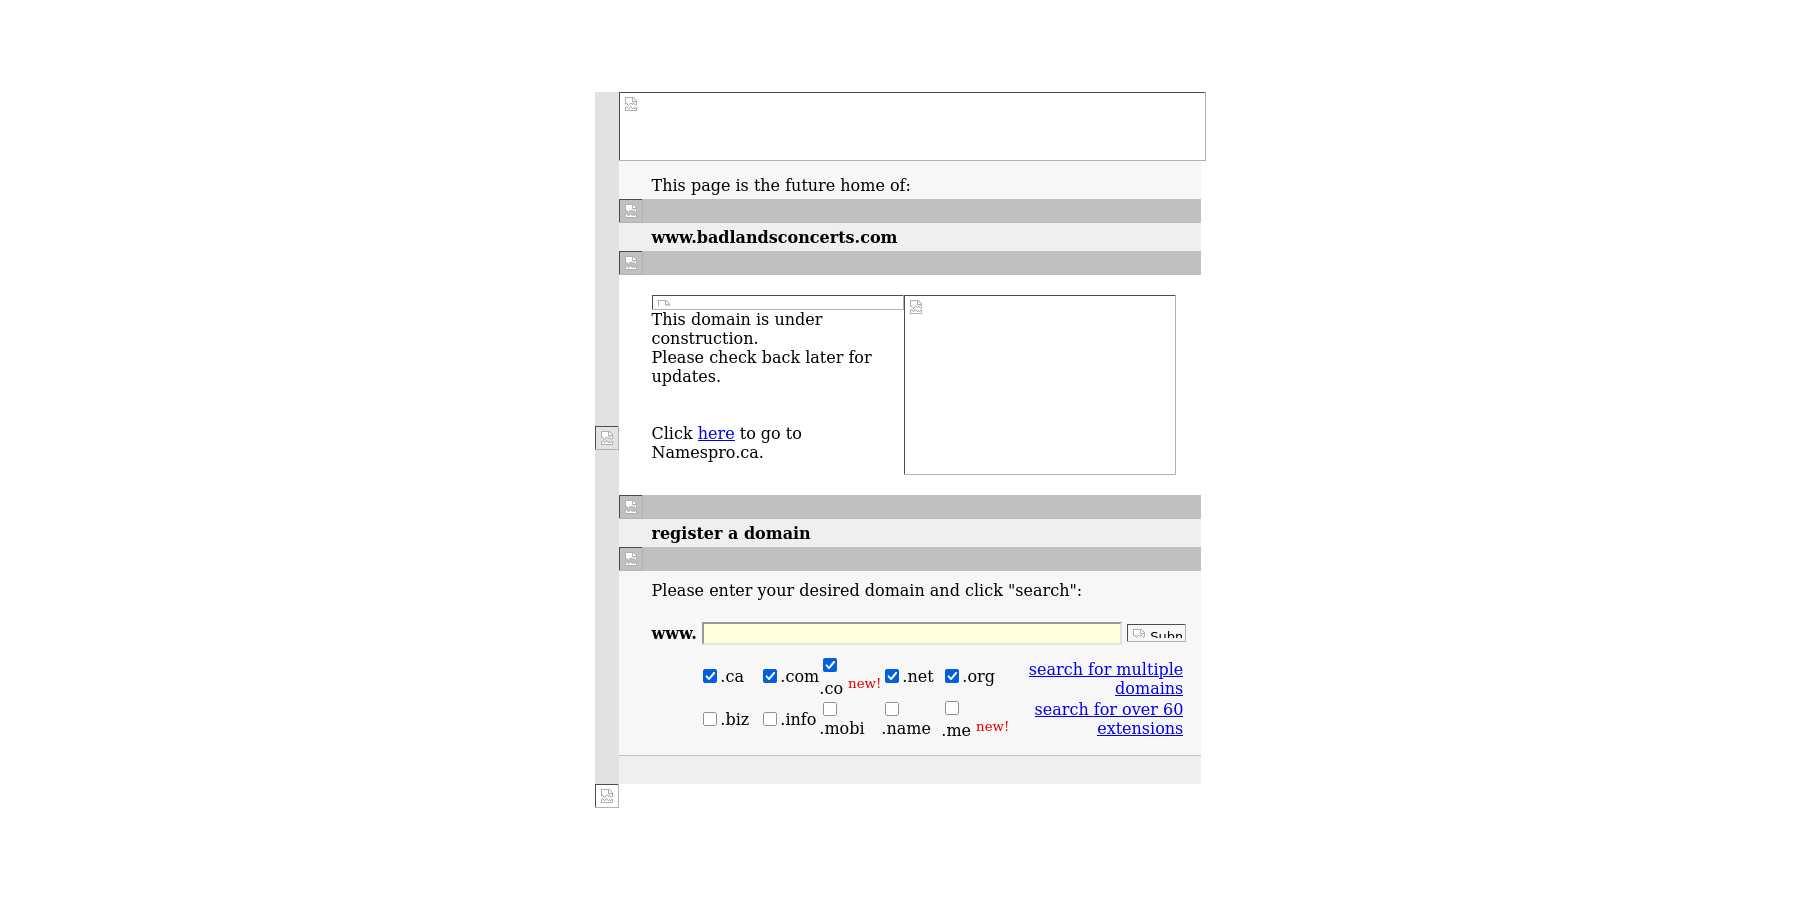 This page is the future home of:
www.badlandsconcerts.com
This domain is under
construction.
Please check back later for
updates.
Click here to go to
Namespro.ca.
register a domain
Please enter your desired domain and click "search":
www.
.ca .com .co new! .net .org search for multiple
domains
.biz .info .mobi .name .me new! search for over 60
extensions